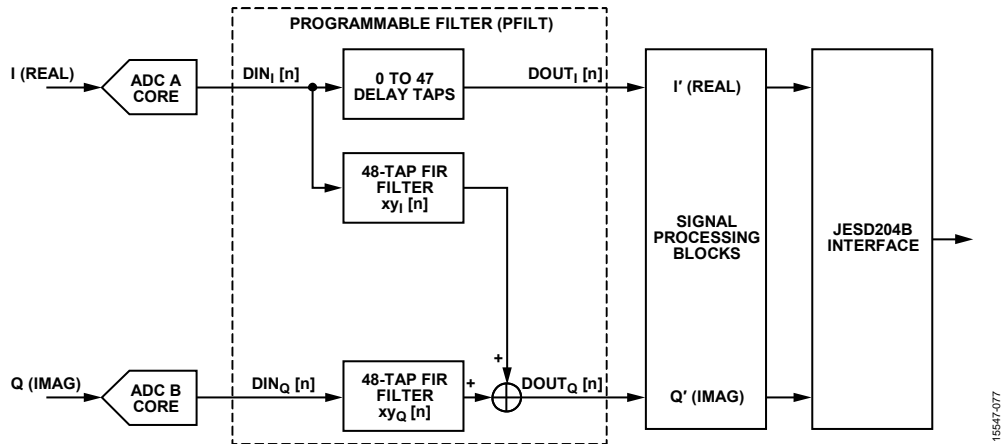 PROGRAMMABLE FILTER (PFILT)
I (REAL)
ADC A
CORE
DINI [n]
0 TO 47
DELAY TAPS
DOUTI [n]
I′ (REAL)
48-TAP FIR
FILTER
xyI [n]
SIGNAL
PROCESSING
BLOCKS
JESD204B
INTERFACE
Q (IMAG)
ADC B
CORE
DINQ [n]
48-TAP FIR
FILTER
xyQ [n]
+
+
DOUTQ [n]
Q′ (IMAG)
15547-077